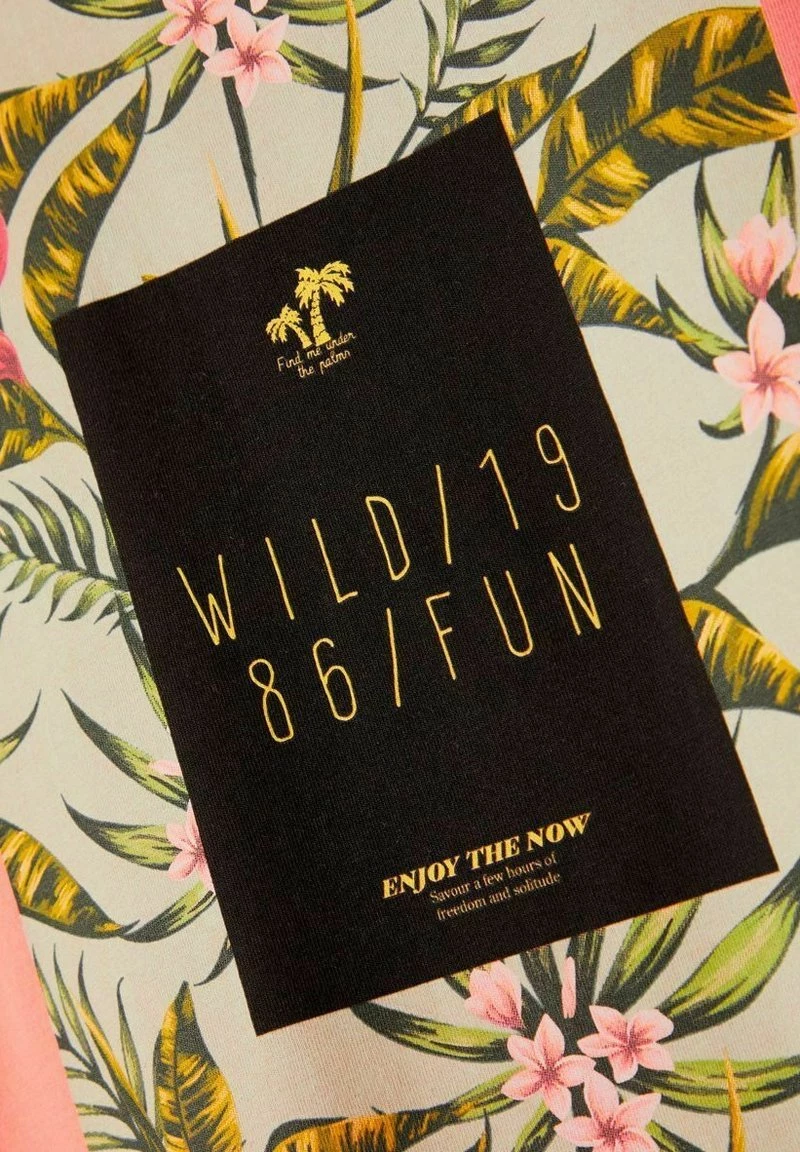 Find me under
the palms
WILD/19
86/FUN
ENJOY THE NOW
Savour a few hours of
freedom and solitude